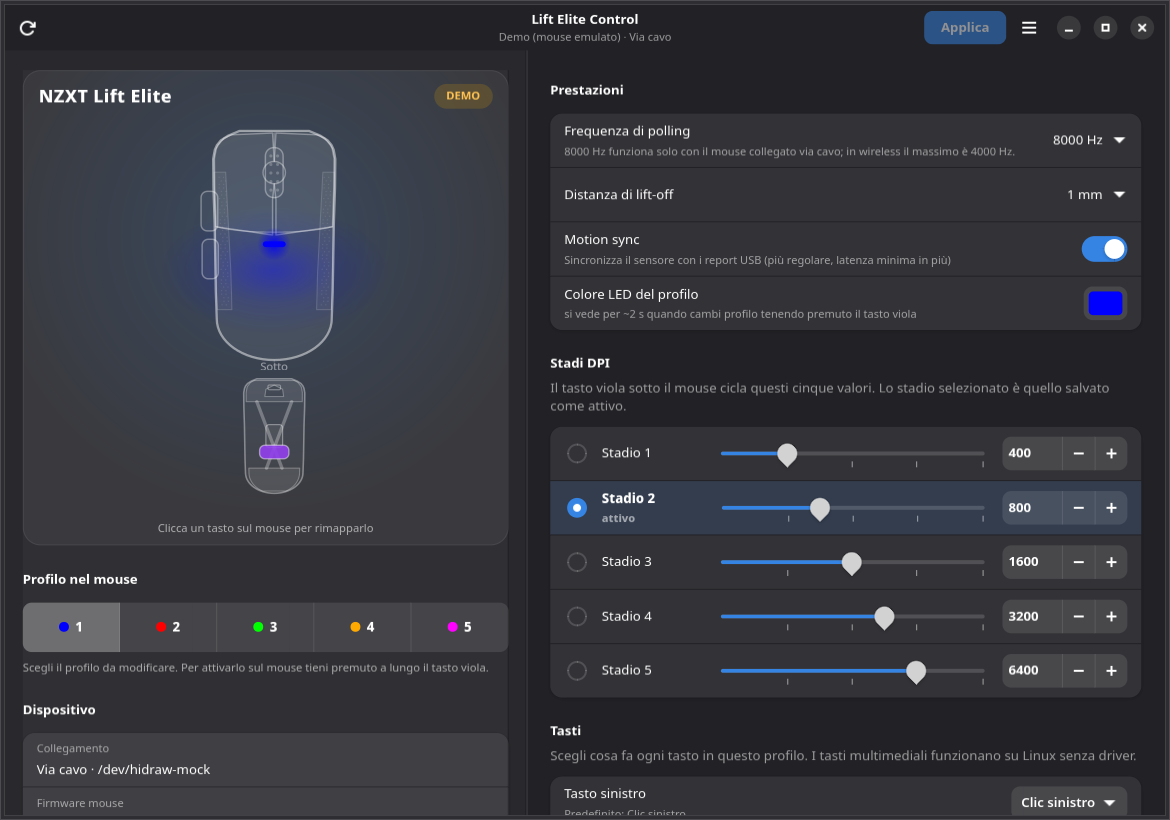 Lift Elite Control
Demo (mouse emulato) · Via cavo
Applica
NZXT Lift Elite
DEMO
Sotto
Clicca un tasto sul mouse per rimapparlo
Profilo nel mouse
1
2
3
4
5
Scegli il profilo da modificare. Per attivarlo sul mouse tieni premuto a lungo il tasto viola.
Dispositivo
Collegamento
Via cavo · /dev/hidraw-mock
Firmware mouse
Prestazioni
Frequenza di polling
8000 Hz funziona solo con il mouse collegato via cavo; in wireless il massimo è 4000 Hz.
8000 Hz
Distanza di lift-off
1 mm
Motion sync
Sincronizza il sensore con i report USB (più regolare, latenza minima in più)
Colore LED del profilo
si vede per ~2 s quando cambi profilo tenendo premuto il tasto viola
Stadi DPI
Il tasto viola sotto il mouse cicla questi cinque valori. Lo stadio selezionato è quello salvato
come attivo.
Stadio 1
400
Stadio 2
attivo
800
Stadio 3
1600
Stadio 4
3200
Stadio 5
6400
Tasti
Scegli cosa fa ogni tasto in questo profilo. I tasti multimediali funzionano su Linux senza driver.
Tasto sinistro
Predefinito: Clic sinistro
Clic sinistro